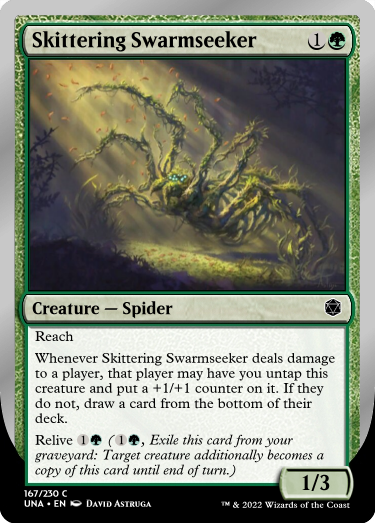 Skittering Swarmseeker 1
Creature — Spider
Reach
Whenever Skittering Swarmseeker deals damage
to a player, that player may have you untap this
creature and put a +1/+1 counter on it. If they
do not, draw a card from the bottom of their
deck.
Relive 1 ( 1 , Exile this card from your
graveyard: Target creature additionally becomes a
copy of this card until end of turn.)
1/3
167/230 C
UNA • EN David Astruga
™ & 2022 Wizards of the Coast